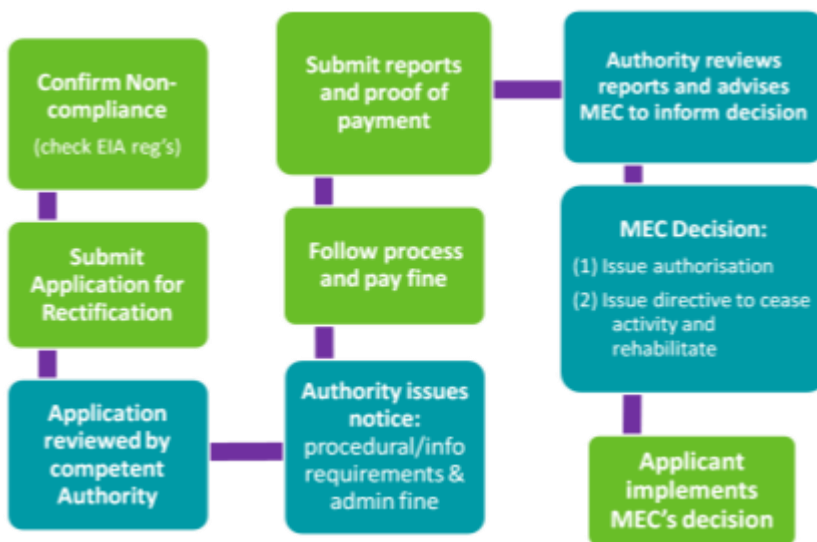 Confirm Non-
compliance
(check EIA reg's)
Submit
Application for
Rectification
Application
reviewed by
competent
Authority
Authority issues
notice:
procedural/info
requirements &
admin fine
Follow process
and pay fine
Submit reports
and proof of
payment
Authority reviews
reports and advises
MEC to inform decision
MEC Decision:
(1) Issue authorisation
(2) Issue directive to cease
activity and
rehabilitate
Applicant
implements
MEC's decision